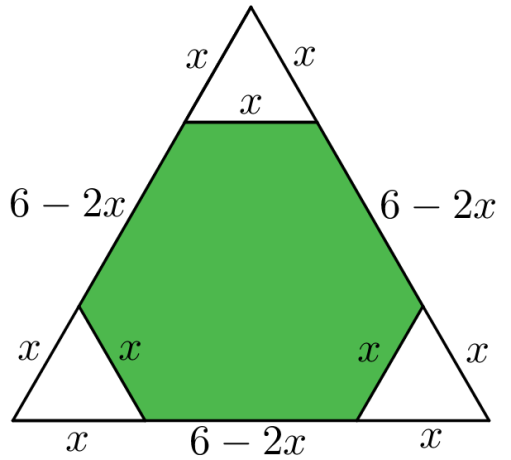 x x
x
6 − 2x 6 − 2x
x x x x
x 6 − 2x x